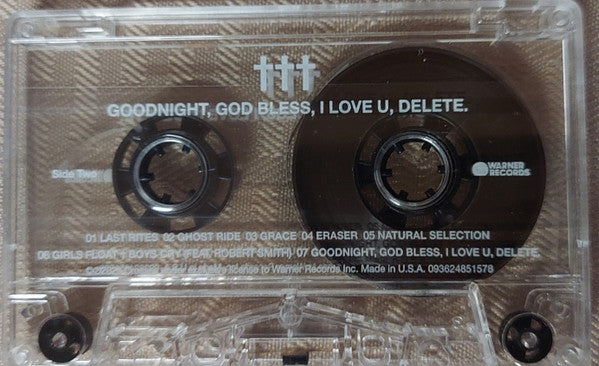 †††
GOODNIGHT, GOD BLESS, I LOVE U, DELETE.
Side Two
WARNER
RECORDS
01 LAST RITES 02 GHOST RIDE 03 GRACE 04 ERASER 05 NATURAL SELECTION
06 GIRLS FLOAT † BOYS CRY (FEAT. ROBERT SMITH) 07 GOODNIGHT, GOD BLESS, I LOVE U, DELETE.
license to Warner Records Inc. Made in U.S.A. 093624851578